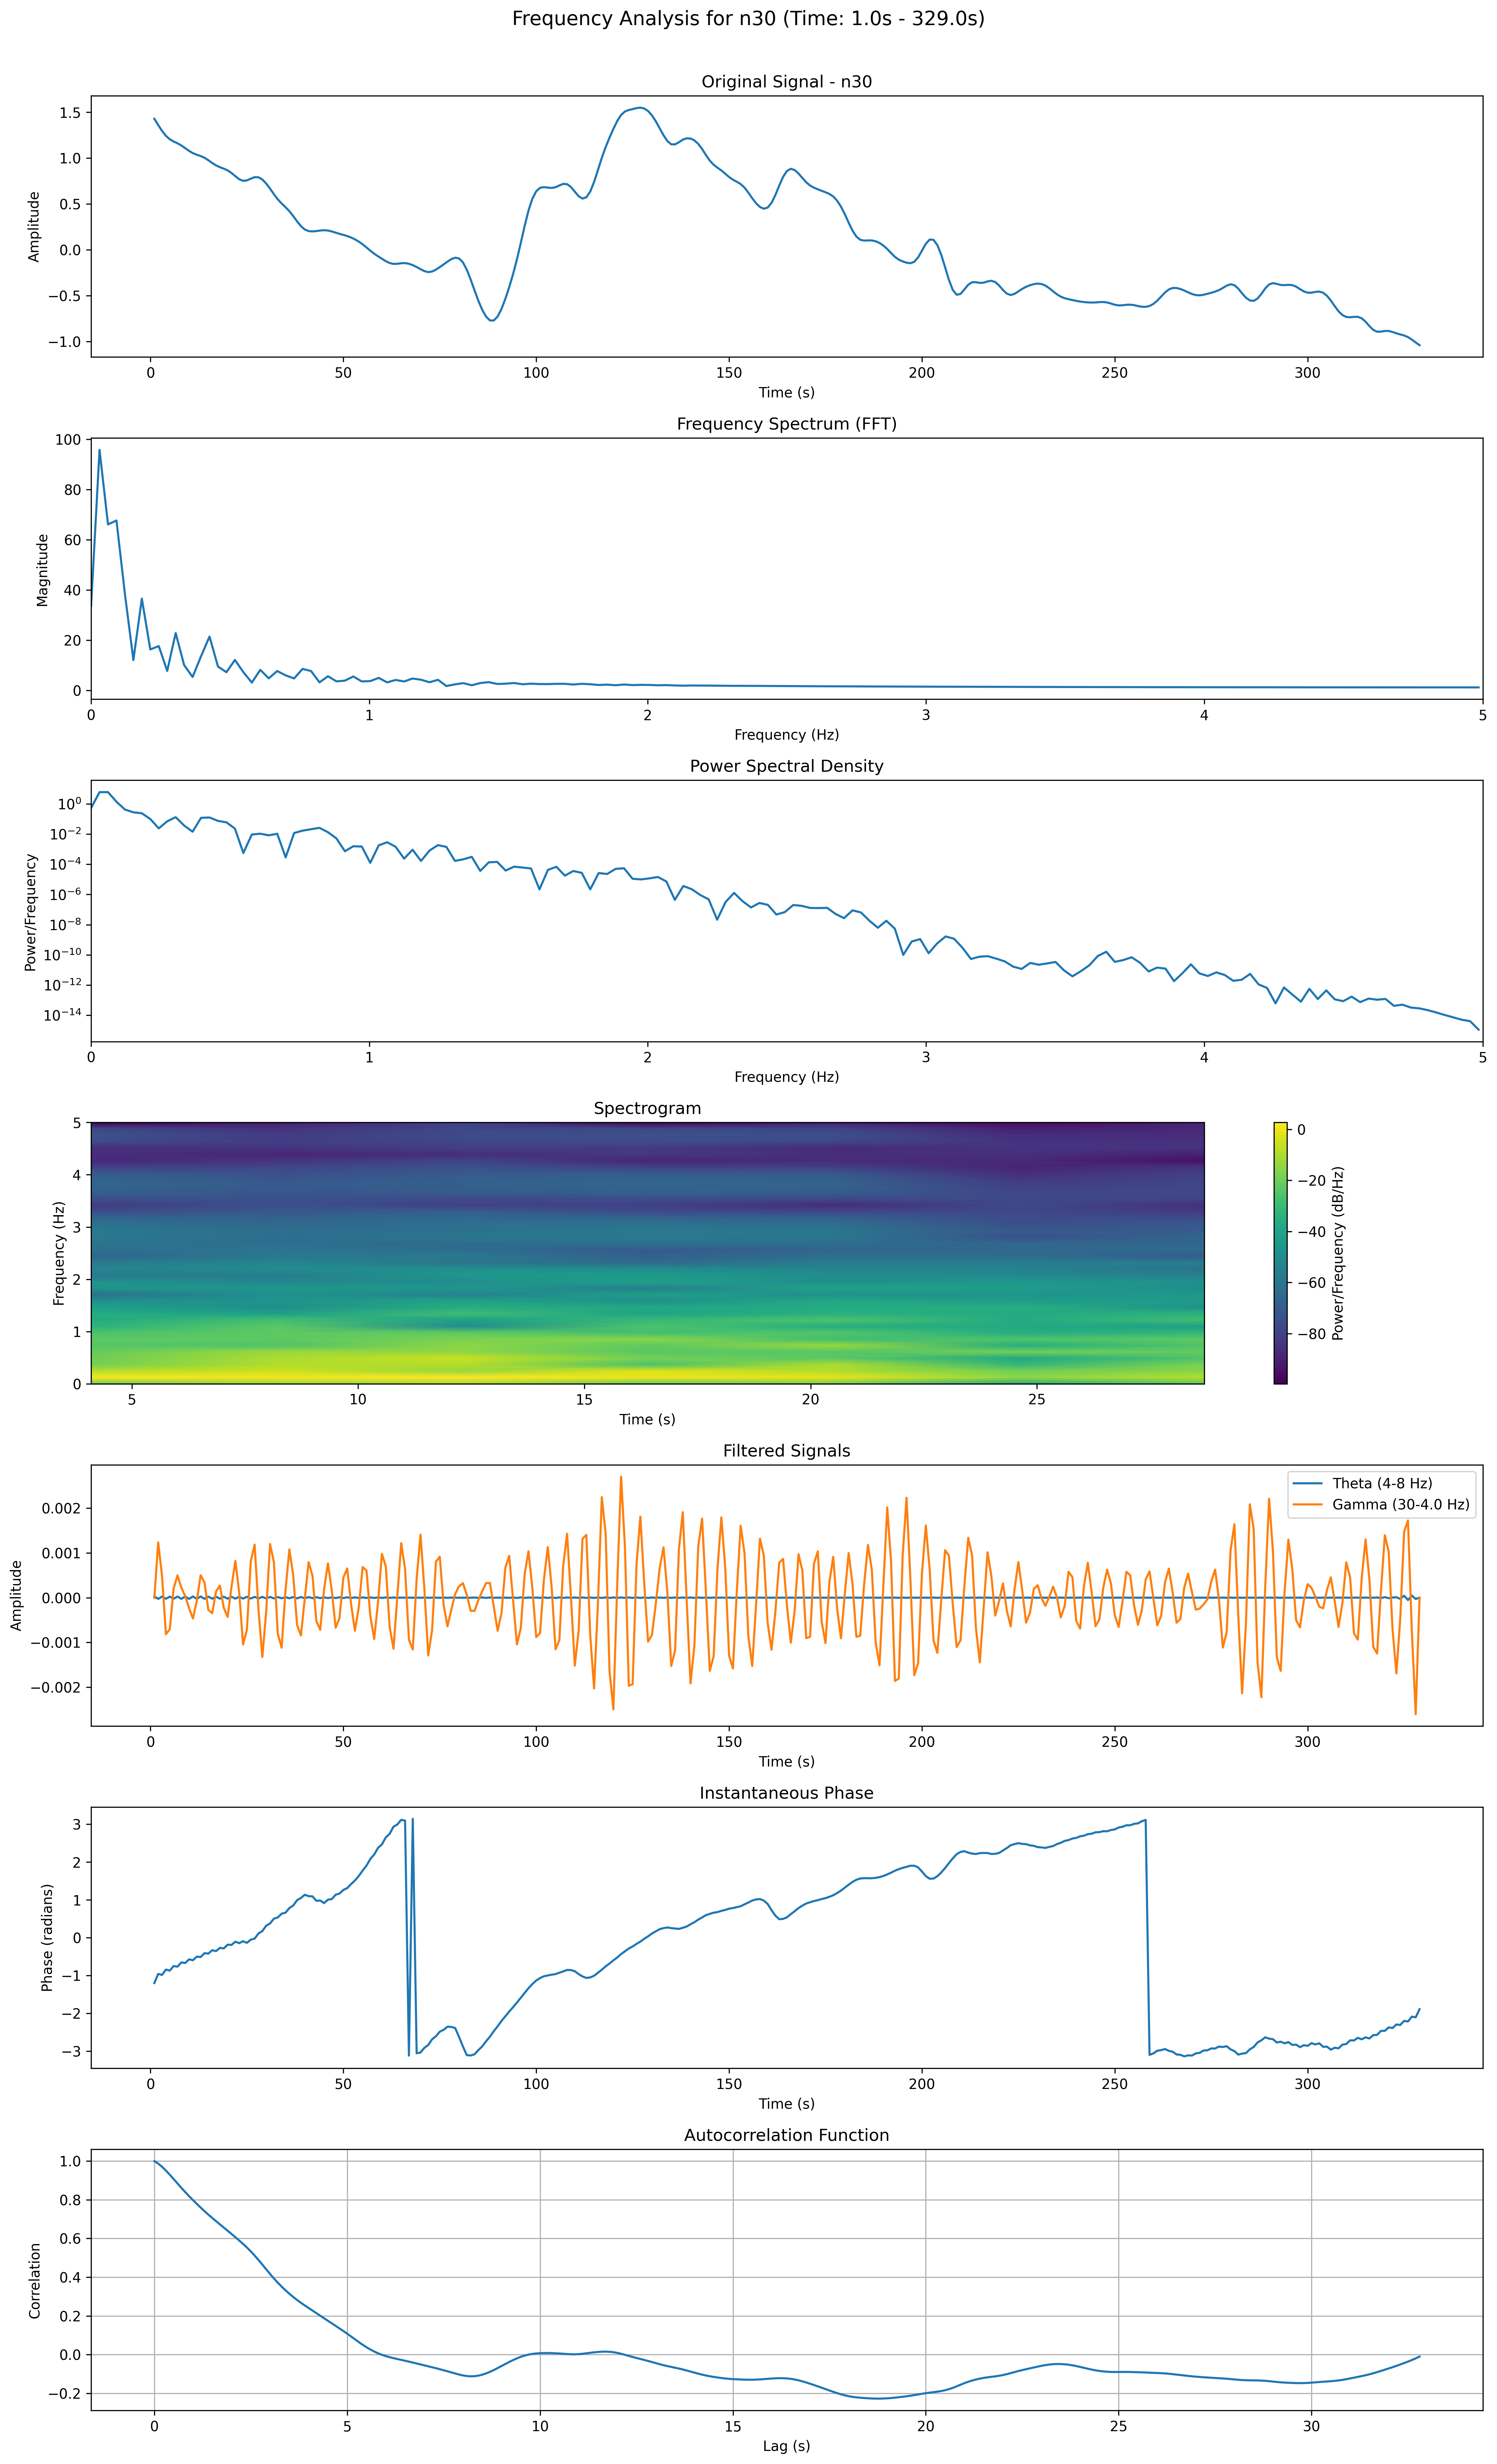 Frequency Analysis for n30 (Time: 1.0s - 329.0s)
Original Signal - n30
Amplitude
1.5
1.0
0.5
0.0
−0.5
−1.0
0 50 100 150 200 250 300
Time (s)
Frequency Spectrum (FFT)
Magnitude
100
80
60
40
20
0
0 1 2 3 4 5
Frequency (Hz)
Power Spectral Density
Power/Frequency
10⁰
10⁻²
10⁻⁴
10⁻⁶
10⁻⁸
10⁻¹⁰
10⁻¹²
10⁻¹⁴
0 1 2 3 4 5
Frequency (Hz)
Spectrogram
Frequency (Hz)
5
4
3
2
1
0
5 10 15 20 25
Time (s)
0
−20
−40
−60
−80
Power/Frequency (dB/Hz)
Filtered Signals
Theta (4-8 Hz)
Gamma (30-4.0 Hz)
Amplitude
0.002
0.001
0.000
−0.001
−0.002
0 50 100 150 200 250 300
Time (s)
Instantaneous Phase
Phase (radians)
3
2
1
0
−1
−2
−3
0 50 100 150 200 250 300
Time (s)
Autocorrelation Function
Correlation
1.0
0.8
0.6
0.4
0.2
0.0
−0.2
0 5 10 15 20 25 30
Lag (s)